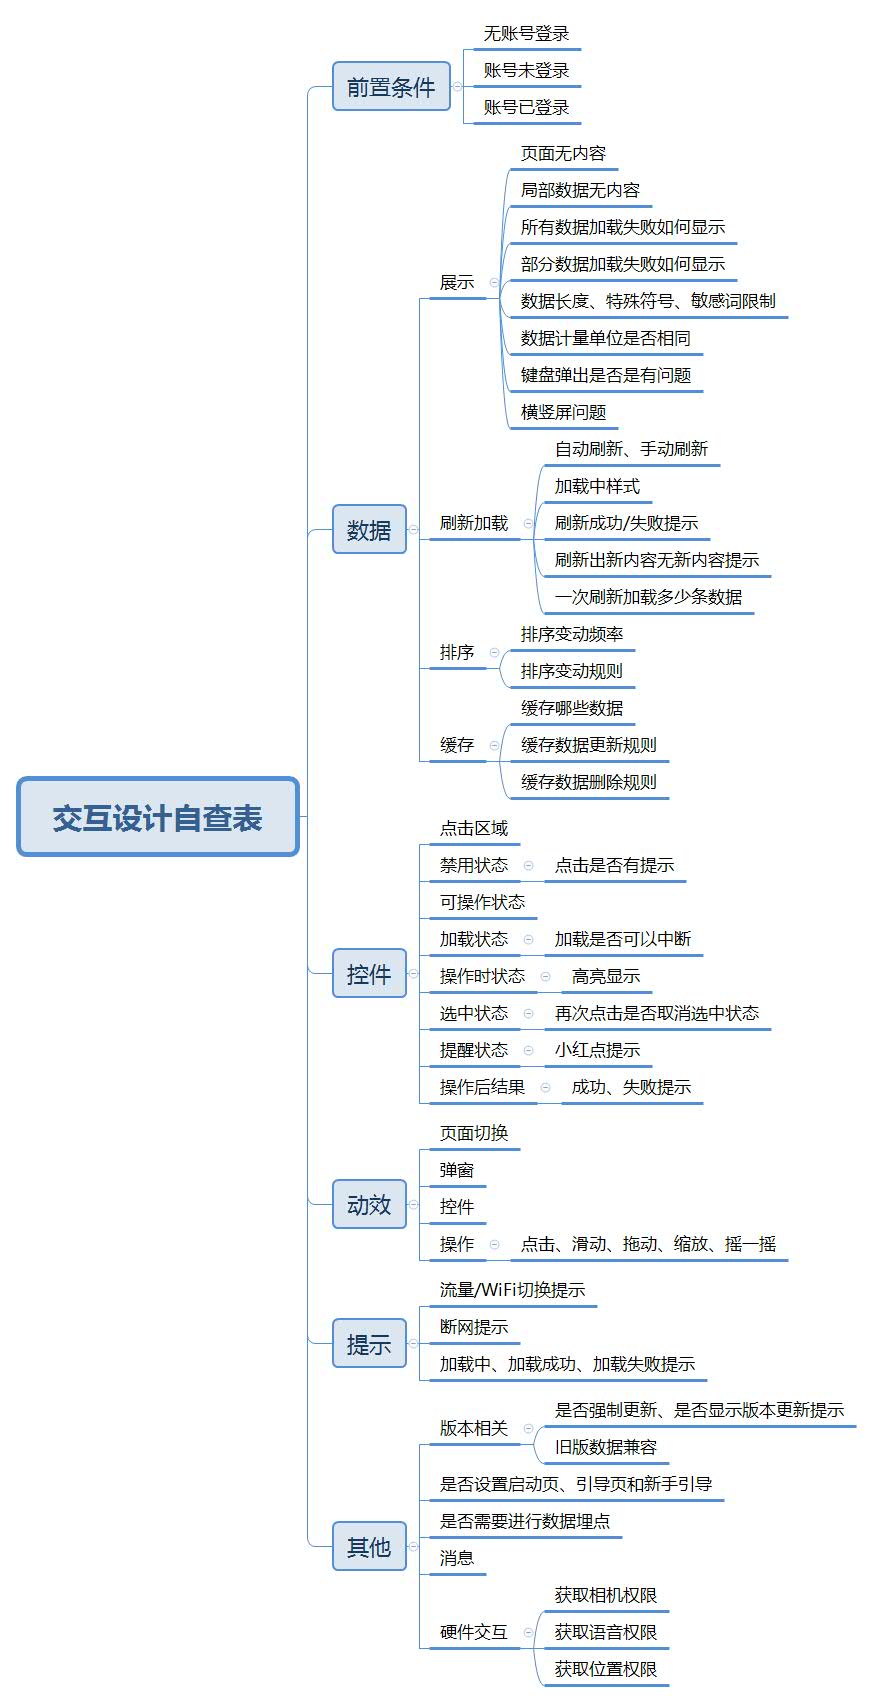 交互设计自查表
前置条件
无账号登录
账号未登录
账号已登录
数据
展示
页面无内容
局部数据无内容
所有数据加载失败如何显示
部分数据加载失败如何显示
数据长度、特殊符号、敏感词限制
数据计量单位是否相同
键盘弹出是否是有问题
横竖屏问题
刷新加载
自动刷新、手动刷新
加载中样式
刷新成功/失败提示
刷新出新内容无新内容提示
一次刷新加载多少条数据
排序
排序变动频率
排序变动规则
缓存
缓存哪些数据
缓存数据更新规则
缓存数据删除规则
控件
点击区域
禁用状态
点击是否有提示
可操作状态
加载状态
加载是否可以中断
操作时状态
高亮显示
选中状态
再次点击是否取消选中状态
提醒状态
小红点提示
操作后结果
成功、失败提示
动效
页面切换
弹窗
控件
操作
点击、滑动、拖动、缩放、摇一摇
提示
流量/WiFi切换提示
断网提示
加载中、加载成功、加载失败提示
其他
版本相关
是否强制更新、是否显示版本更新提示
旧版数据兼容
是否设置启动页、引导页和新手引导
是否需要进行数据埋点
消息
硬件交互
获取相机权限
获取语音权限
获取位置权限